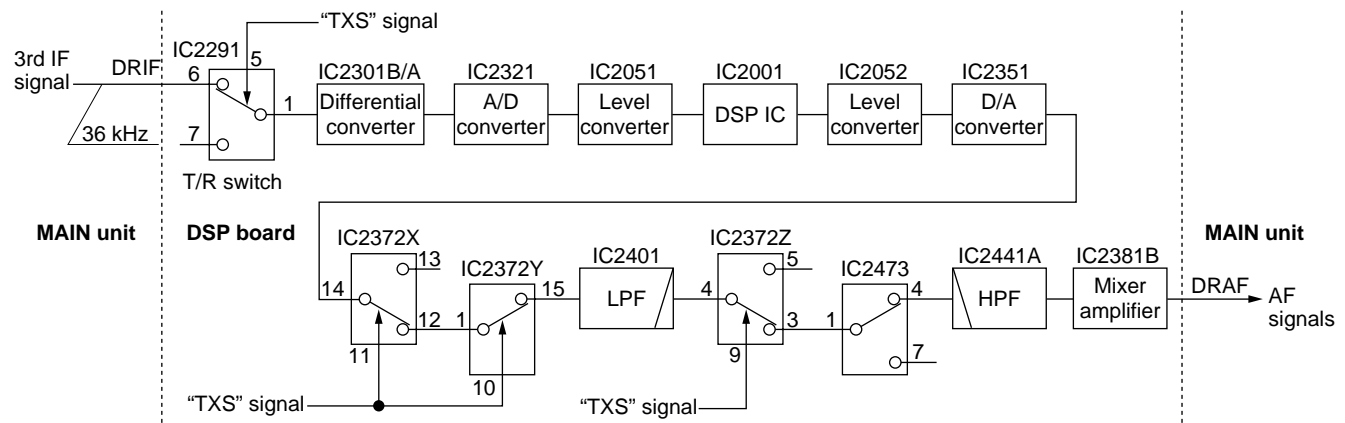 "TXS" signal
IC2291
5
3rd IF
signal
DRIF
6
1
36 kHz
7
T/R switch
IC2301B/A
Differential
converter
IC2321
A/D
converter
IC2051
Level
converter
IC2001
DSP IC
IC2052
Level
converter
IC2351
D/A
converter
MAIN unit
DSP board
MAIN unit
IC2372X
13
14
12
11
IC2372Y
15
1
10
IC2401
LPF
IC2372Z
5
4
3
9
IC2473
4
1
7
IC2441A
HPF
IC2381B
Mixer
amplifier
DRAF
AF
signals
"TXS" signal
"TXS" signal